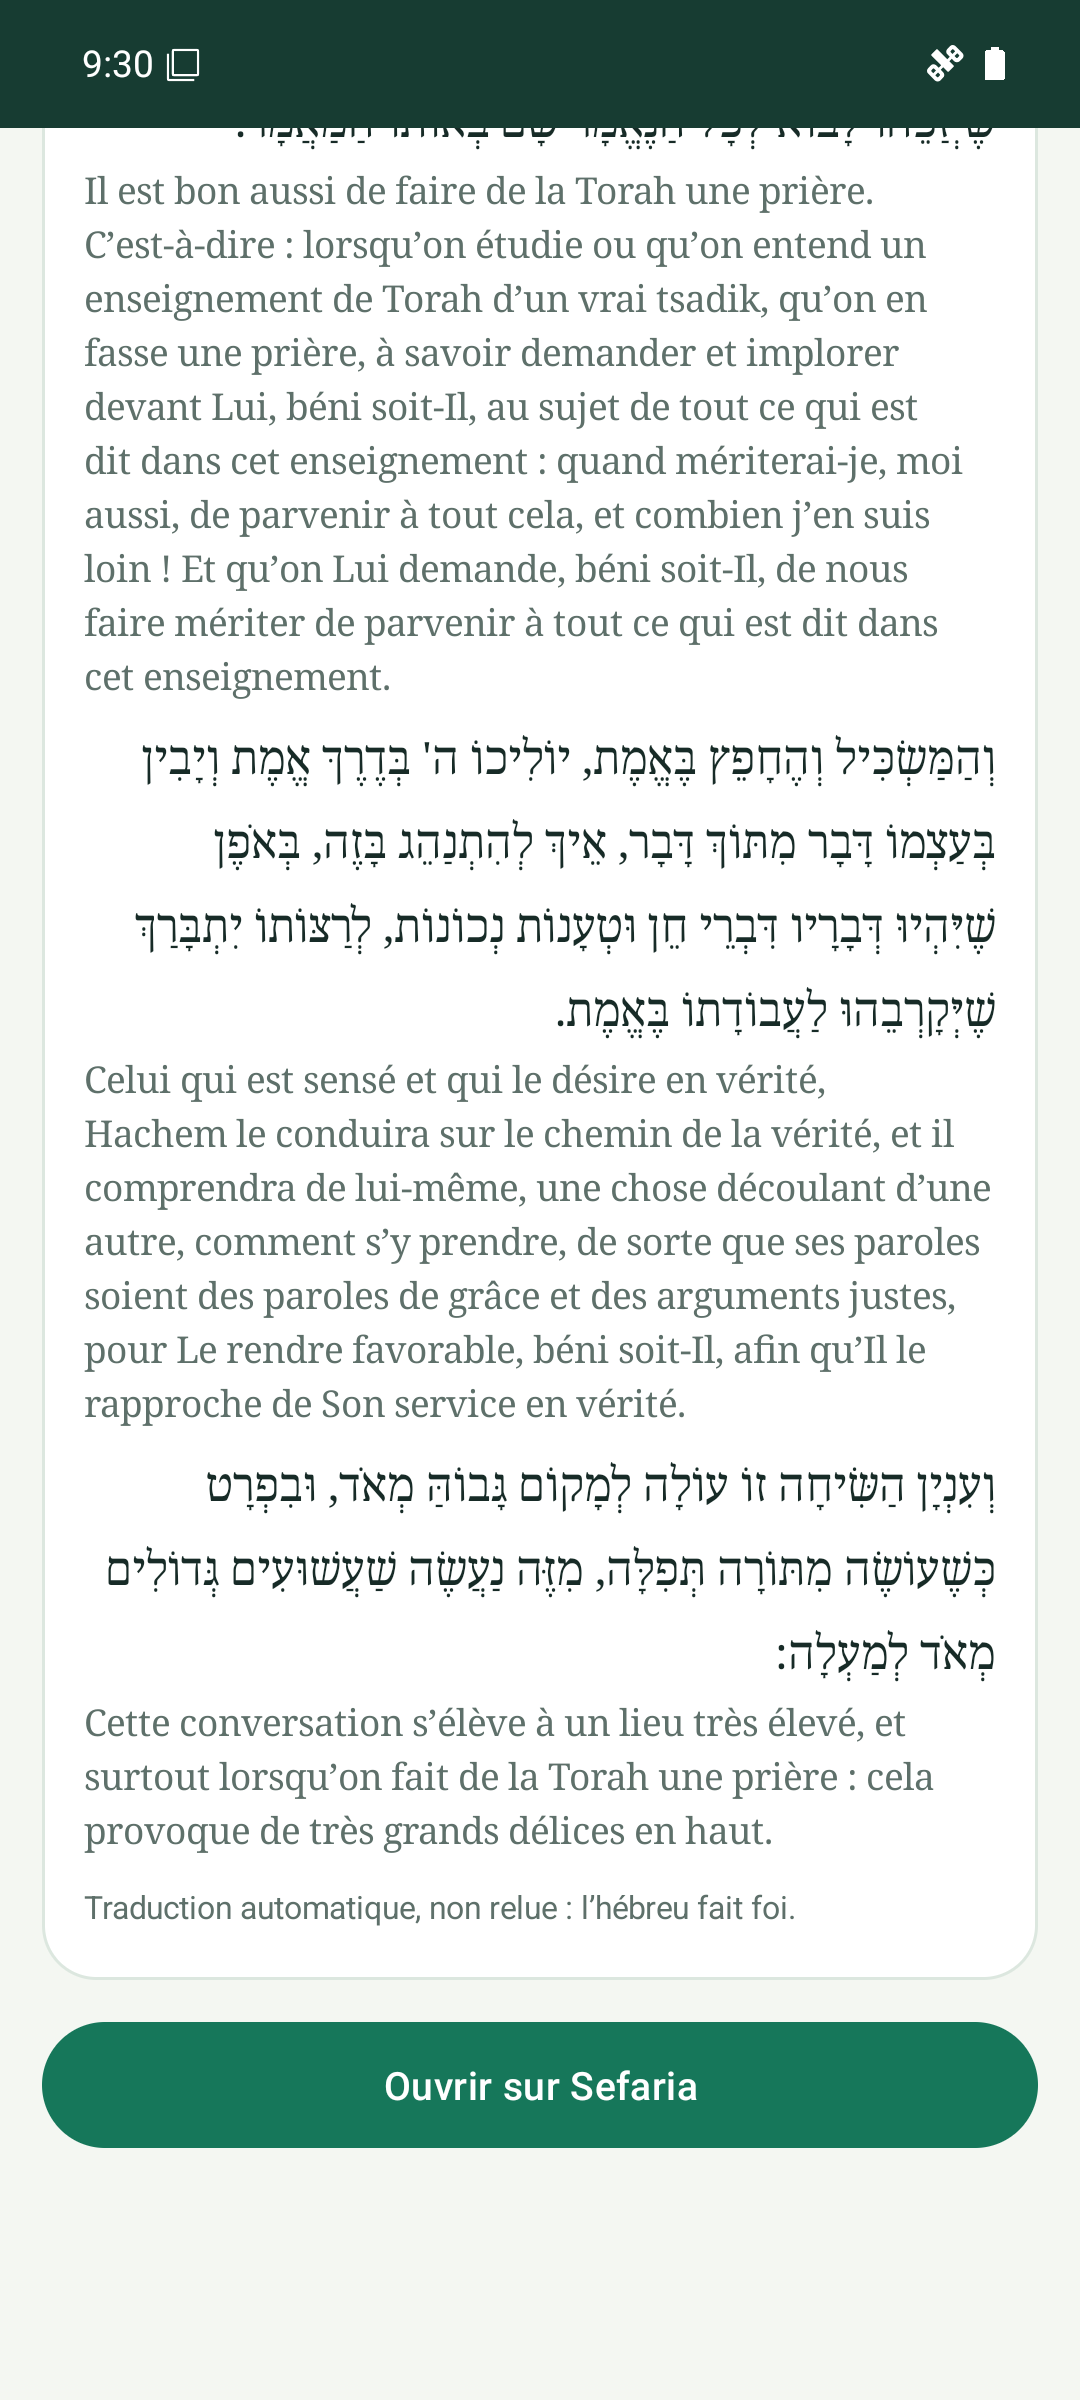 9:30
Il est bon aussi de faire de la Torah une prière.
C’est-à-dire : lorsqu’on étudie ou qu’on entend un
enseignement de Torah d’un vrai tsadik, qu’on en
fasse une prière, à savoir demander et implorer
devant Lui, béni soit-Il, au sujet de tout ce qui est
dit dans cet enseignement : quand mériterai-je, moi
aussi, de parvenir à tout cela, et combien j’en suis
loin ! Et qu’on Lui demande, béni soit-Il, de nous
faire mériter de parvenir à tout ce qui est dit dans
cet enseignement.
וְהַמַּשְׂכִּיל וְהֶחָפֵץ בֶּאֱמֶת, יוֹלִיכוֹ ה' בְּדֶרֶךְ אֱמֶת וְיָבִין
בְּעַצְמוֹ דָּבָר מִתּוֹךְ דָּבָר, אֵיךְ לְהִתְנַהֵג בָּזֶה, בְּאֹפֶן
שֶׁיִּהְיוּ דְּבָרָיו דִּבְרֵי חֵן וּטְעָנוֹת נְכוֹנוֹת, לְרַצּוֹתוֹ יִתְבָּרַךְ
שֶׁיְּקָרְבֵהוּ לַעֲבוֹדָתוֹ בֶּאֱמֶת.
Celui qui est sensé et qui le désire en vérité,
Hachem le conduira sur le chemin de la vérité, et il
comprendra de lui-même, une chose découlant d’une
autre, comment s’y prendre, de sorte que ses paroles
soient des paroles de grâce et des arguments justes,
pour Le rendre favorable, béni soit-Il, afin qu’Il le
rapproche de Son service en vérité.
וְעִנְיָן הַשִּׂיחָה זוֹ עוֹלָה לְמָקוֹם גָּבוֹהַּ מְאֹד, וּבִפְרָט
כְּשֶׁעוֹשֶׂה מִתּוֹרָה תְּפִלָּה, מִזֶּה נַעֲשֶׂה שַׁעֲשׁוּעִים גְּדוֹלִים
מְאֹד לְמַעְלָה:
Cette conversation s’élève à un lieu très élevé, et
surtout lorsqu’on fait de la Torah une prière : cela
provoque de très grands délices en haut.
Traduction automatique, non relue : l’hébreu fait foi.
Ouvrir sur Sefaria